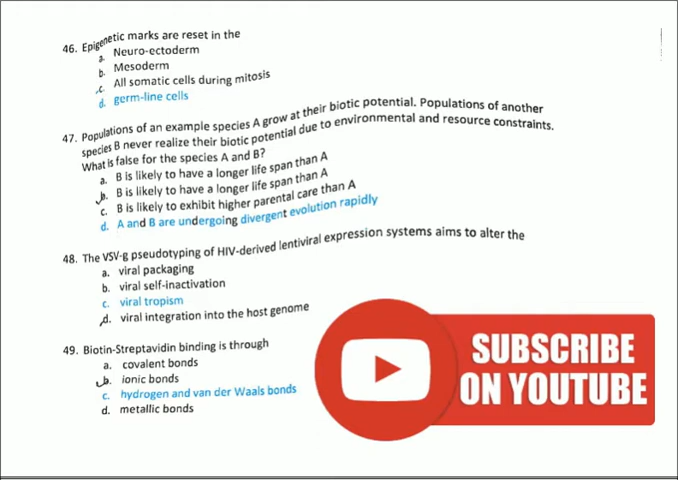 46. Epigenetic marks are reset in the
a. Neuro-ectoderm
b. Mesoderm
c. All somatic cells during mitosis
d. germ-line cells
47. Populations of an example species A grow at their biotic potential. Populations of another
species B never realize their biotic potential due to environmental and resource constraints.
What is false for the species A and B?
a. B is likely to have a longer life span than A
b. B is likely to have a longer life span than A
c. B is likely to exhibit higher parental care than A
d. A and B are undergoing divergent evolution rapidly
48. The VSV-g pseudotyping of HIV-derived lentiviral expression systems aims to alter the
a. viral packaging
b. viral self-inactivation
c. viral tropism
d. viral integration into the host genome
49. Biotin-Streptavidin binding is through
a. covalent bonds
b. ionic bonds
c. hydrogen and van der Waals bonds
d. metallic bonds
SUBSCRIBE
ON YOUTUBE